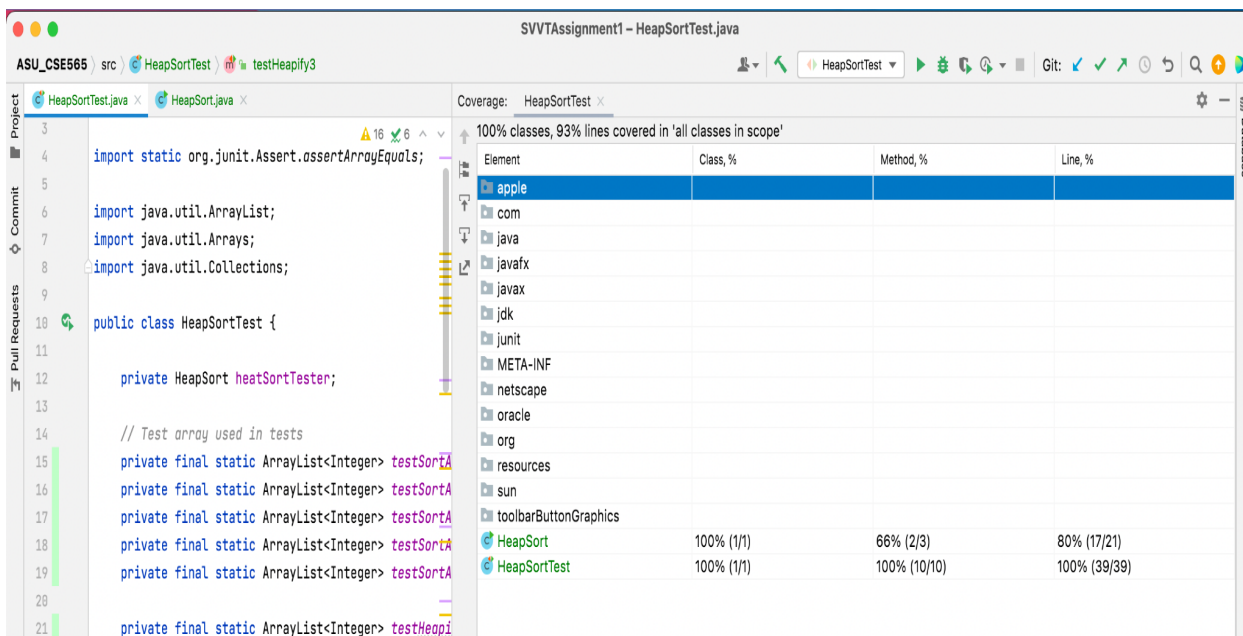 SVVTAssignment1 – HeapSortTest.java
ASU_CSE565 src HeapSortTest testHeapify3
HeapSortTest
Git:
HeapSortTest.java
HeapSort.java
Project
Commit
Pull Requests
16 6
3
4 import static org.junit.Assert.assertArrayEquals;
5
6 import java.util.ArrayList;
7 import java.util.Arrays;
8 import java.util.Collections;
9
10 public class HeapSortTest {
11
12 private HeapSort heatSortTester;
13
14 // Test array used in tests
15 private final static ArrayList<Integer> testSortA
16 private final static ArrayList<Integer> testSortA
17 private final static ArrayList<Integer> testSortA
18 private final static ArrayList<Integer> testSortA
19 private final static ArrayList<Integer> testSortA
20
21 private final static ArrayList<Integer> testHeapi
Coverage: HeapSortTest
100% classes, 93% lines covered in 'all classes in scope'
Element Class, % Method, % Line, %
apple
com
java
javafx
javax
jdk
junit
META-INF
netscape
oracle
org
resources
sun
toolbarButtonGraphics
HeapSort 100% (1/1) 66% (2/3) 80% (17/21)
HeapSortTest 100% (1/1) 100% (10/10) 100% (39/39)